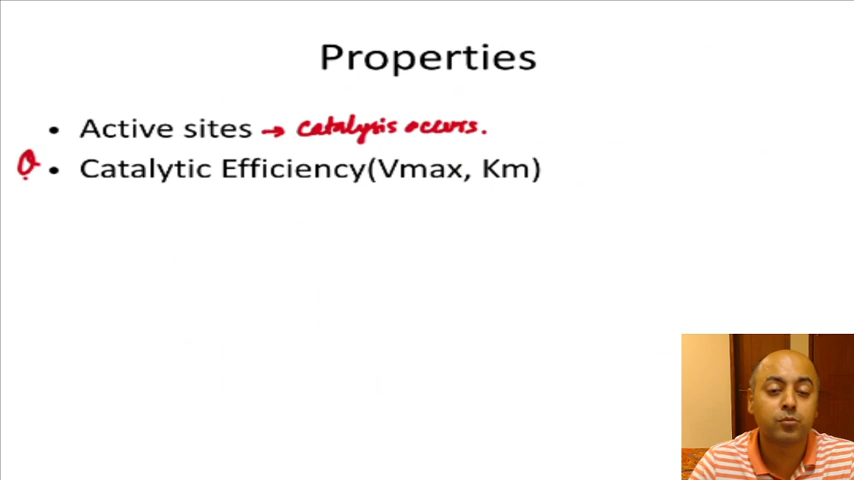 Properties
• Active sites → catalysis occurs.
• Catalytic Efficiency(Vmax, Km)